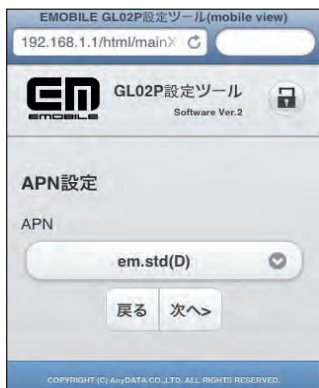 EMOBILE GL02P設定ツール(mobile view)
192.168.1.1/html/mainX
EM
EMOBILE
GL02P設定ツール
Software Ver.2
APN設定
APN
em.std(D)
戻る 次へ>
COPYRIGHT (C) AnyDATA CO.,LTD. ALL RIGHTS RESERVED.